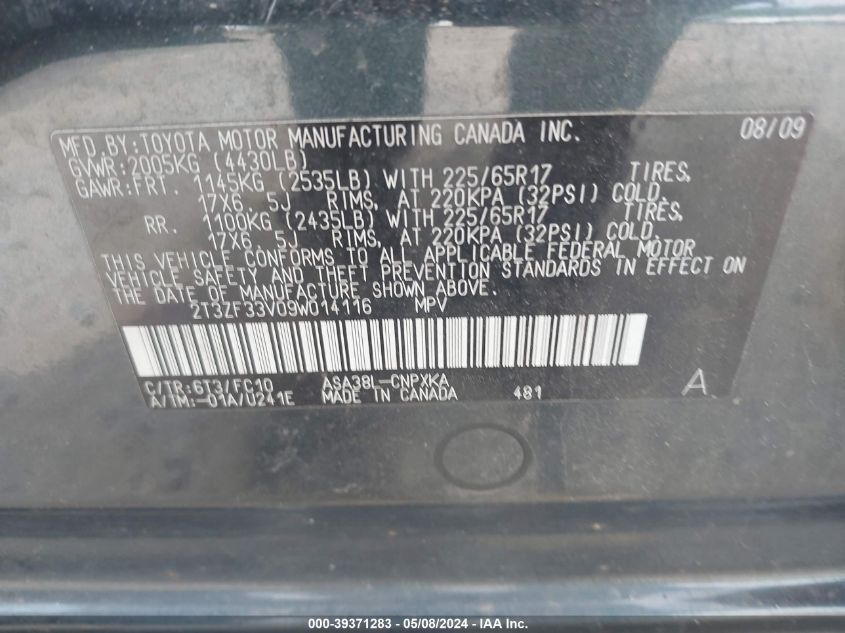 MFD. BY: TOYOTA MOTOR MANUFACTURING CANADA INC. 08/09
GVWR: 2005KG (4430LB)
GAWR: FRT. 1145KG (2535LB) WITH 225/65R17 TIRES,
17X6. 5J RIMS, AT 220KPA (32PSI) COLD.
RR. 1100KG (2435LB) WITH 225/65R17 TIRES,
17X6. 5J RIMS, AT 220KPA (32PSI) COLD.
THIS VEHICLE CONFORMS TO ALL APPLICABLE FEDERAL MOTOR
VEHICLE SAFETY AND THEFT PREVENTION STANDARDS IN EFFECT ON
THE DATE OF MANUFACTURE SHOWN ABOVE.
2T3ZF33V09W014116 MPV
C/TR: 6T3/FC10 ASA38L-CNPXKA A
A/TM: -01A/U241E MADE IN CANADA 481
000-39371283 - 05/08/2024 - IAA Inc.